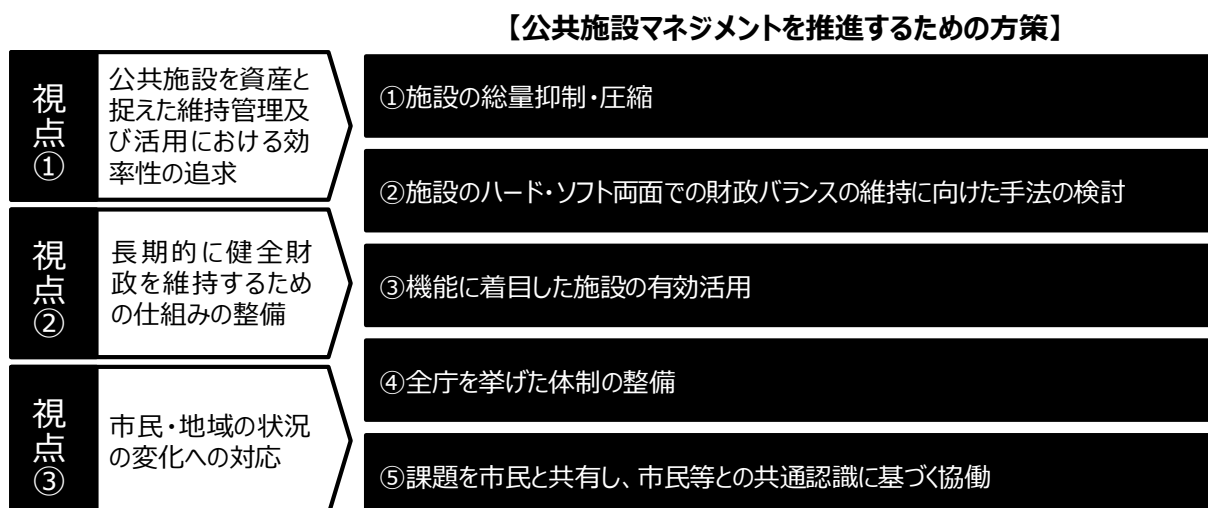 【公共施設マネジメントを推進するための方策】
視点①
公共施設を資産と
捉えた維持管理及
び活用における効
率性の追求
視点②
長期的に健全財
政を維持するため
の仕組みの整備
視点③
市民・地域の状況
の変化への対応
①施設の総量抑制・圧縮
②施設のハード・ソフト両面での財政バランスの維持に向けた手法の検討
③機能に着目した施設の有効活用
④全庁を挙げた体制の整備
⑤課題を市民と共有し、市民等との共通認識に基づく協働